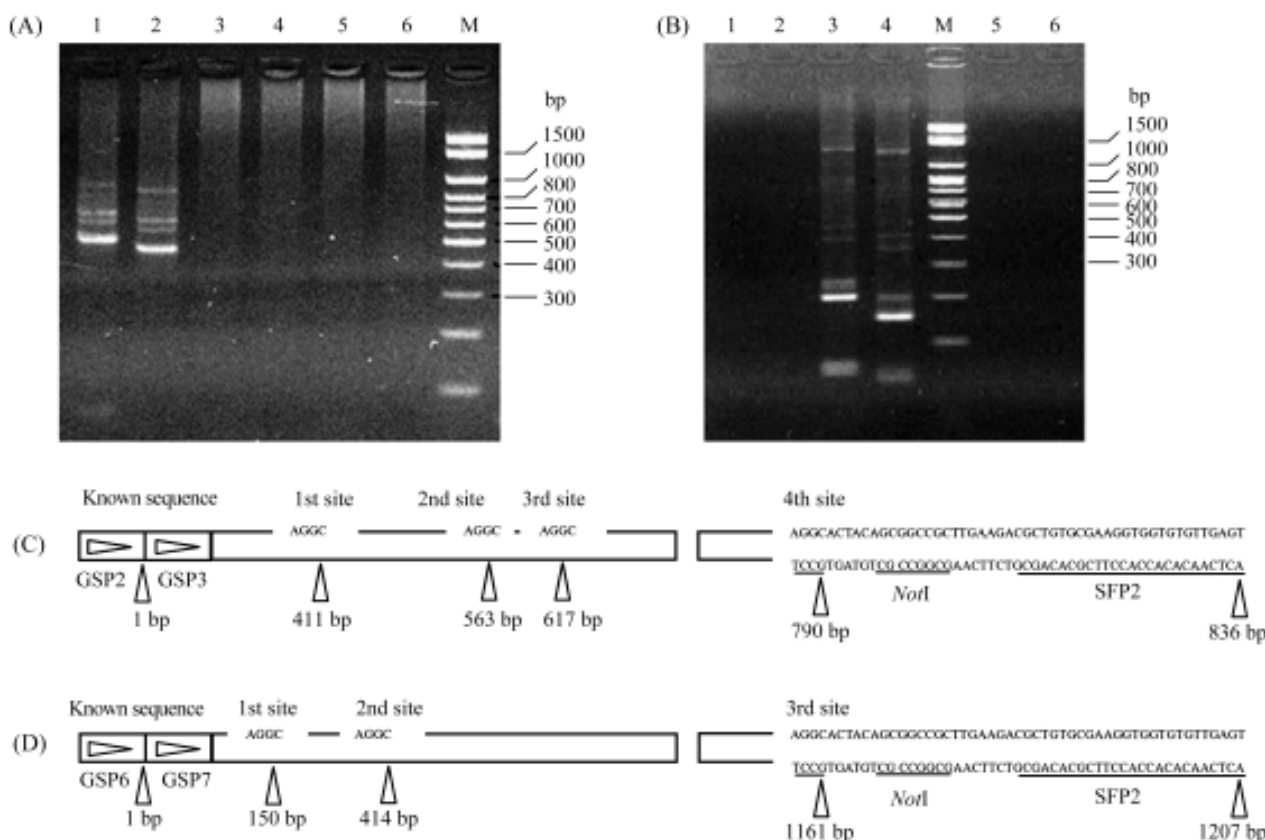 (A) 1 2 3 4 5 6 M
bp
1500
1000
800
700
600
500
400
300
(B) 1 2 3 4 M 5 6
bp
1500
1000
800
700
600
500
400
300
(C)
Known sequence 1st site 2nd site 3rd site 4th site
AGGC AGGC AGGC AGGCACTACAGCGGCCGCTTGAAGACGCTGTGCGAAGGTGGTGTGTTGAGT
TCCGTGATGTCGCCGGCGAACTTCTGCGACACGCTTCCACCACACAACTCA
GSP2 GSP3 NotI SFP2
1 bp 411 bp 563 bp 617 bp 790 bp 836 bp
(D)
Known sequence 1st site 2nd site 3rd site
AGGC AGGC AGGCACTACAGCGGCCGCTTGAAGACGCTGTGCGAAGGTGGTGTGTTGAGT
TCCGTGATGTCGCCGGCGAACTTCTGCGACACGCTTCCACCACACAACTCA
GSP6 GSP7 NotI SFP2
1 bp 150 bp 414 bp 1161 bp 1207 bp